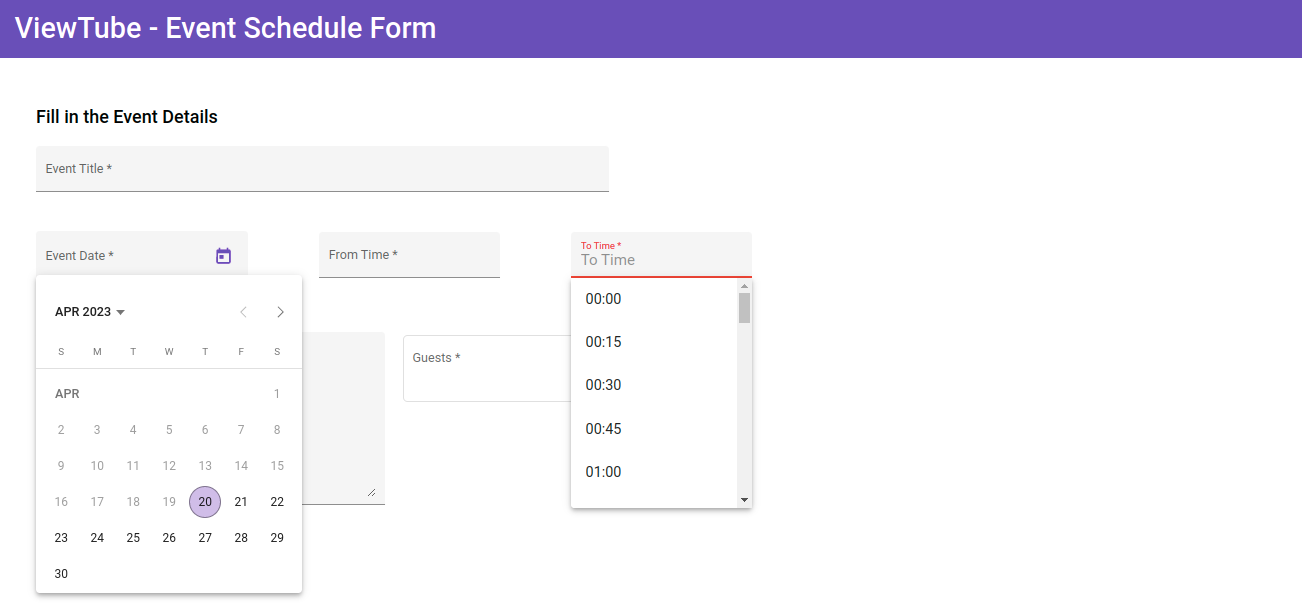 ViewTube - Event Schedule Form
Fill in the Event Details
Event Title *
Event Date *
From Time *
To Time *
To Time
APR 2023
S M T W T F S
APR 1
2 3 4 5 6 7 8
9 10 11 12 13 14 15
16 17 18 19 20 21 22
23 24 25 26 27 28 29
30
Guests *
00:00
00:15
00:30
00:45
01:00